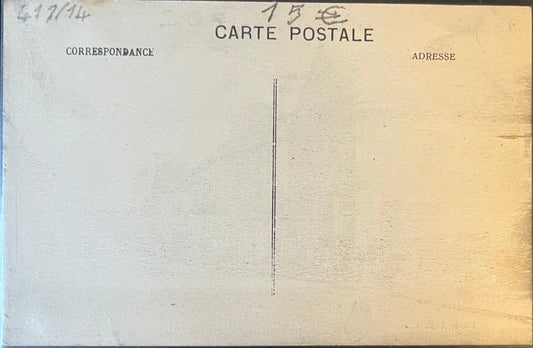 417/14
15 €
CARTE POSTALE
CORRESPONDANCE
ADRESSE